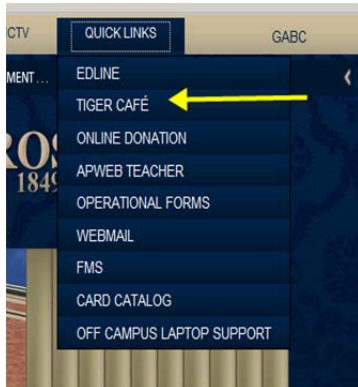 CTV QUICK LINKS GABC
MENT... EDLINE
TIGER CAFÉ
ROS
ONLINE DONATION
1849
APWEB TEACHER
OPERATIONAL FORMS
WEBMAIL
FMS
CARD CATALOG
OFF CAMPUS LAPTOP SUPPORT